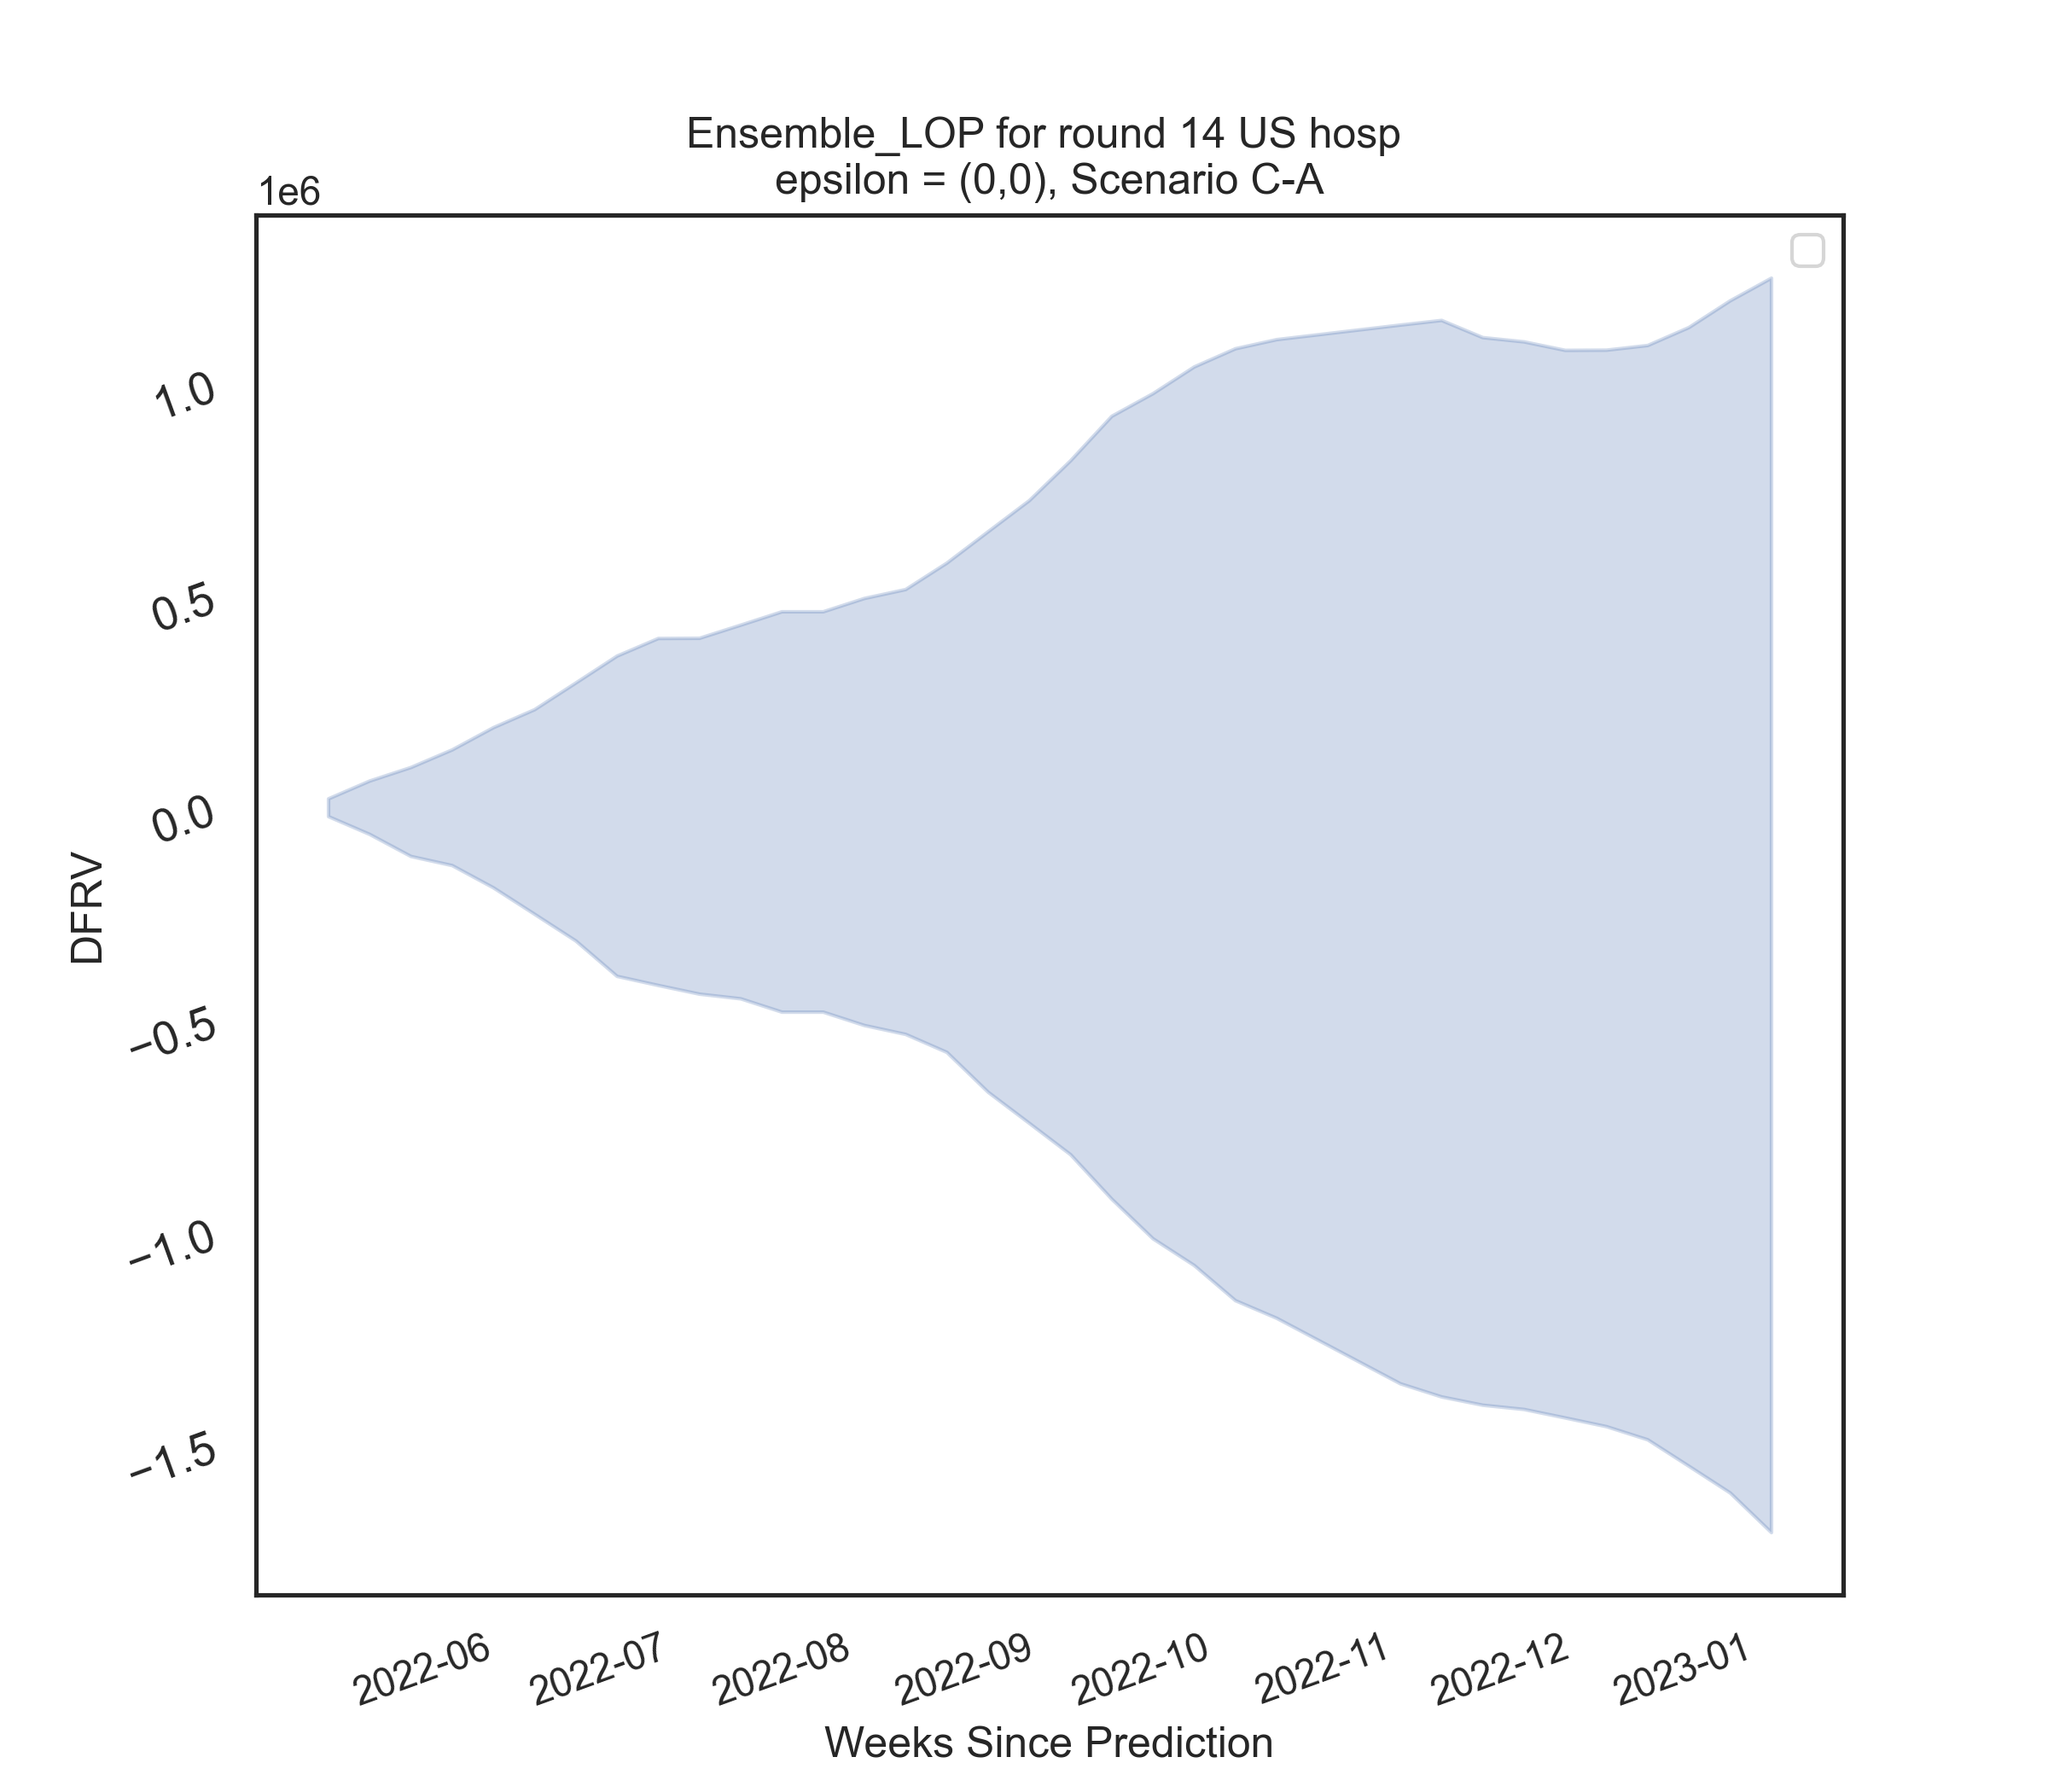 Ensemble_LOP for round 14 US hosp
epsilon = (0,0), Scenario C-A
1e6
1.0
0.5
0.0
−0.5
−1.0
−1.5
DFRV
2022-06
2022-07
2022-08
2022-09
2022-10
2022-11
2022-12
2023-01
Weeks Since Prediction